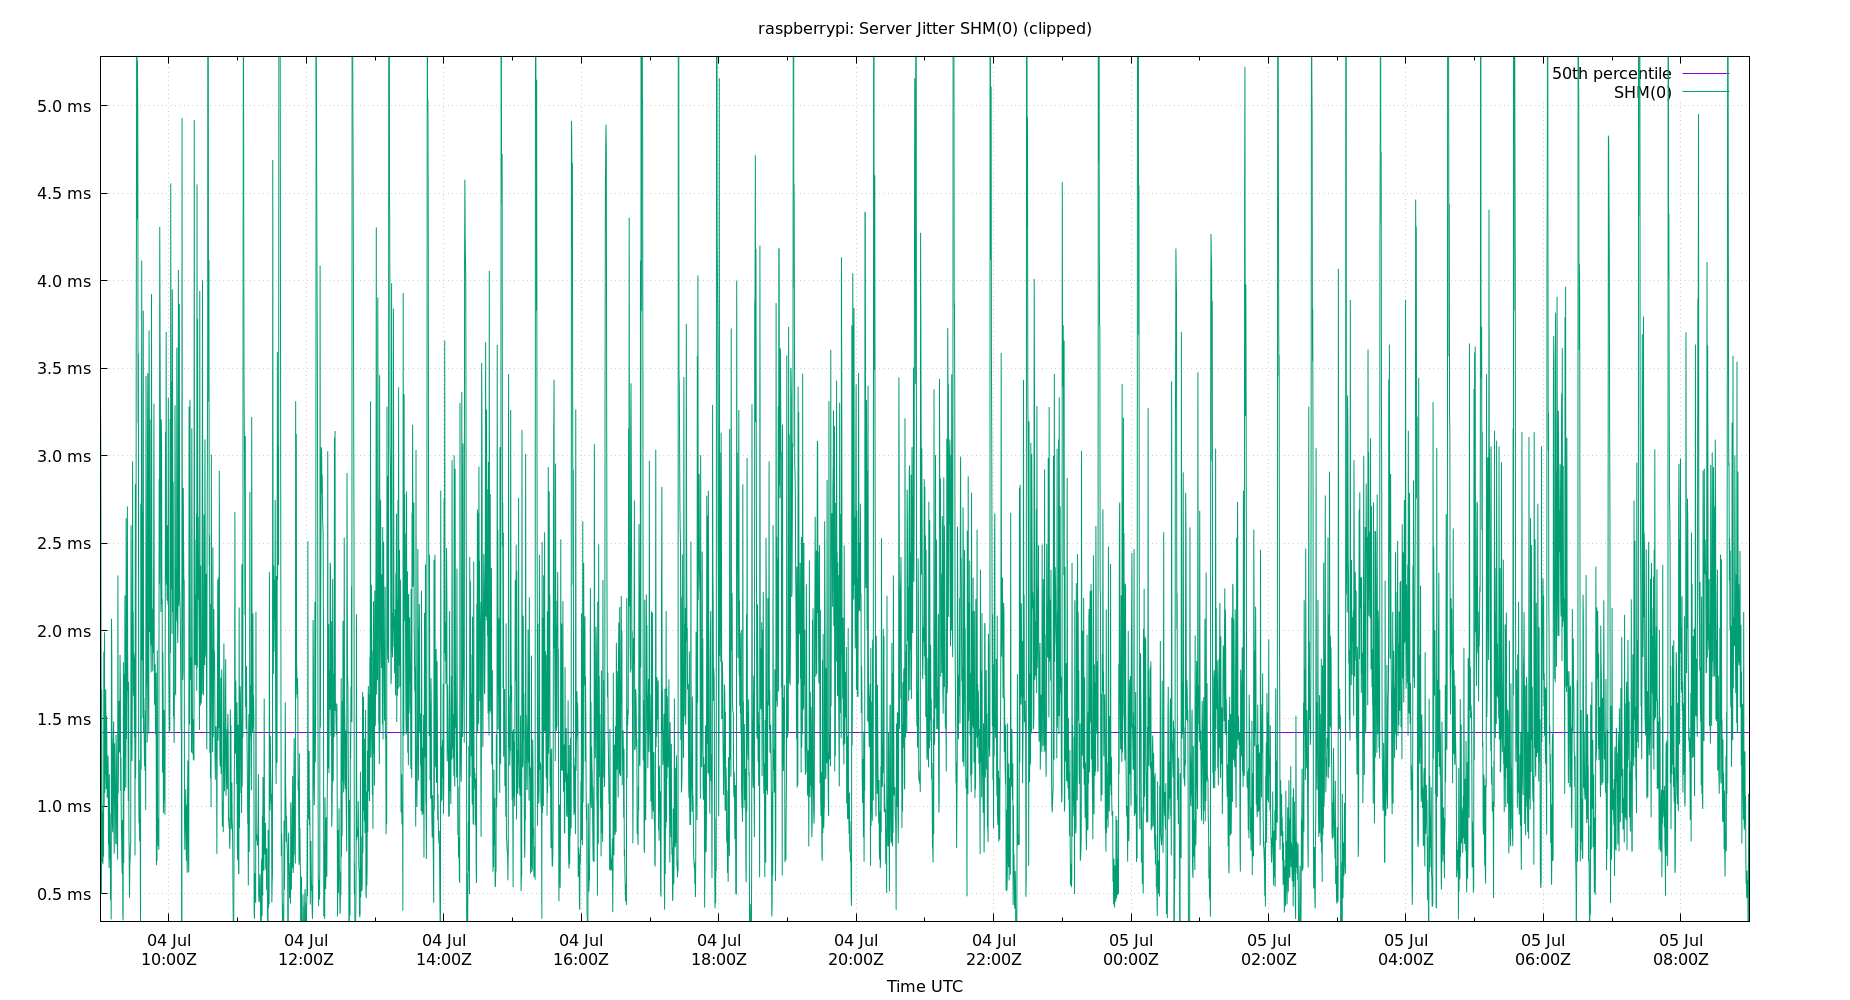 raspberrypi: Server Jitter SHM(0) (clipped)
50th percentile
SHM(0)
5.0 ms
4.5 ms
4.0 ms
3.5 ms
3.0 ms
2.5 ms
2.0 ms
1.5 ms
1.0 ms
0.5 ms
04 Jul 04 Jul 04 Jul 04 Jul 04 Jul 04 Jul 04 Jul 05 Jul 05 Jul 05 Jul 05 Jul 05 Jul
10:00Z 12:00Z 14:00Z 16:00Z 18:00Z 20:00Z 22:00Z 00:00Z 02:00Z 04:00Z 06:00Z 08:00Z
Time UTC